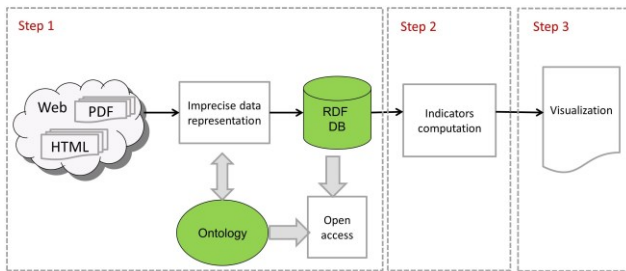 Step 1
Step 2
Step 3
Web
PDF
HTML
Imprecise data
representation
RDF
DB
Indicators
computation
Visualization
Ontology
Open
access